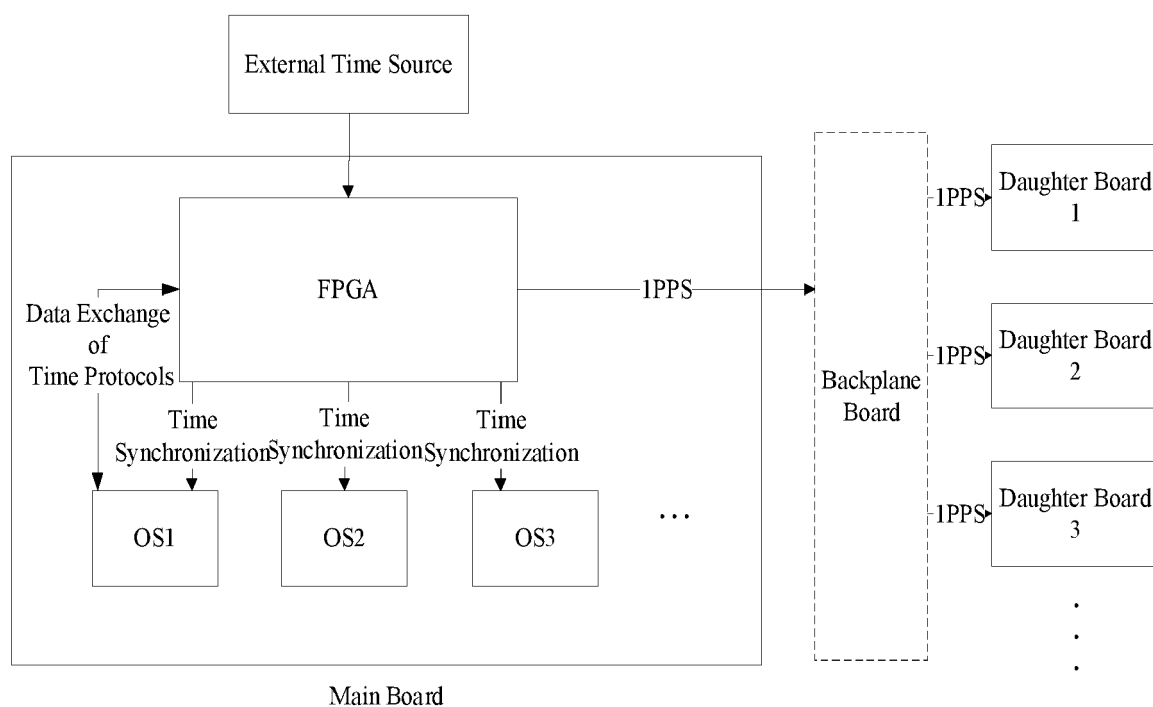 External Time Source
FPGA
Data Exchange
of
Time Protocols
1PPS
Time
Synchronization
Time
Synchronization
Time
Synchronization
OS1
OS2
OS3
...
Main Board
Backplane
Board
1PPS
Daughter Board
1
1PPS
Daughter Board
2
1PPS
Daughter Board
3